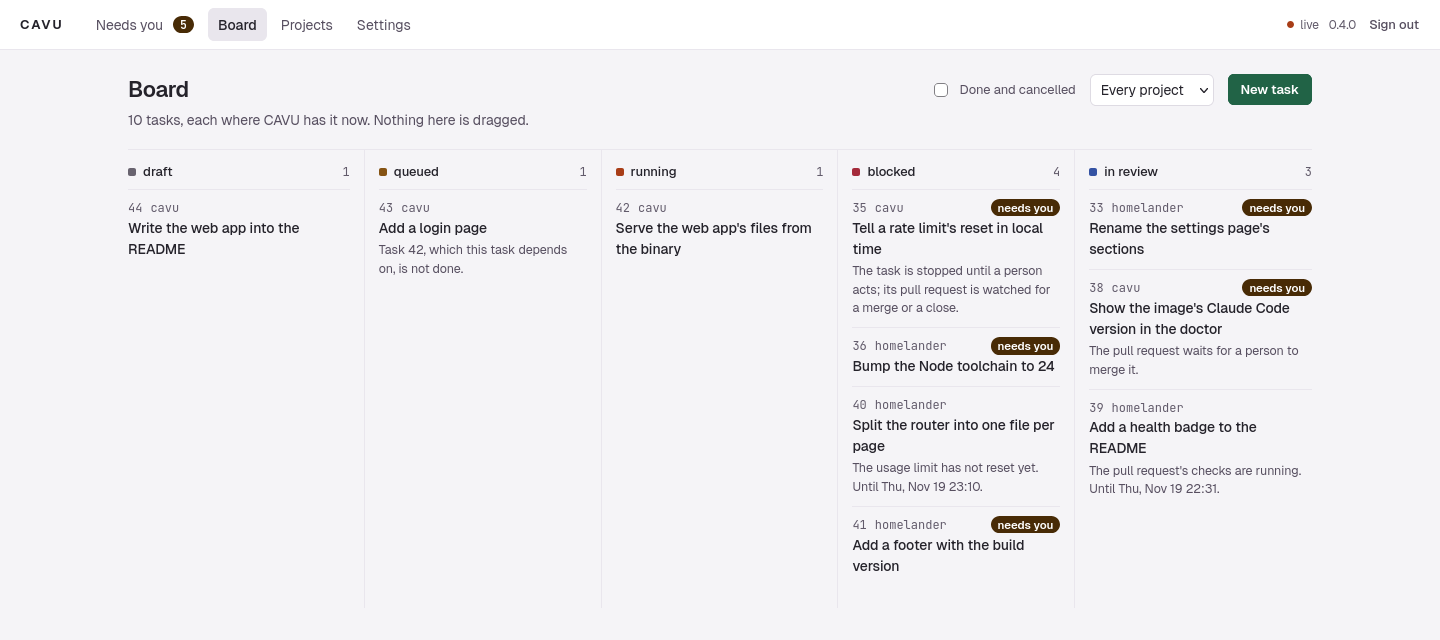 CAVU
Needs you 5
Board
Projects
Settings
live 0.4.0 Sign out
Board
Done and cancelled
Every project
New task
10 tasks, each where CAVU has it now. Nothing here is dragged.
draft 1
44 cavu
Write the web app into the
README
queued 1
43 cavu
Add a login page
Task 42, which this task depends
on, is not done.
running 1
42 cavu
Serve the web app's files from
the binary
blocked 4
35 cavu needs you
Tell a rate limit's reset in local
time
The task is stopped until a person
acts; its pull request is watched for
a merge or a close.
36 homelander needs you
Bump the Node toolchain to 24
40 homelander
Split the router into one file per
page
The usage limit has not reset yet.
Until Thu, Nov 19 23:10.
41 homelander needs you
Add a footer with the build
version
in review 3
33 homelander needs you
Rename the settings page's
sections
38 cavu needs you
Show the image's Claude Code
version in the doctor
The pull request waits for a person to
merge it.
39 homelander
Add a health badge to the
README
The pull request's checks are running.
Until Thu, Nov 19 22:31.